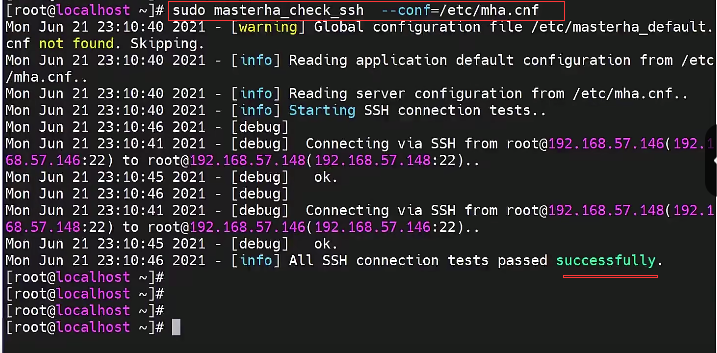 [root@localhost ~]# sudo masterha_check_ssh  --conf=/etc/mha.cnf
Mon Jun 21 23:10:40 2021 - [warning] Global configuration file /etc/masterha_default.
cnf not found. Skipping.
Mon Jun 21 23:10:40 2021 - [info] Reading application default configuration from /etc
/mha.cnf..
Mon Jun 21 23:10:40 2021 - [info] Reading server configuration from /etc/mha.cnf..
Mon Jun 21 23:10:40 2021 - [info] Starting SSH connection tests..
Mon Jun 21 23:10:46 2021 - [debug]
Mon Jun 21 23:10:41 2021 - [debug]  Connecting via SSH from root@192.168.57.146(192.1
68.57.146:22) to root@192.168.57.148(192.168.57.148:22)..
Mon Jun 21 23:10:45 2021 - [debug]   ok.
Mon Jun 21 23:10:46 2021 - [debug]
Mon Jun 21 23:10:41 2021 - [debug]  Connecting via SSH from root@192.168.57.148(192.1
68.57.148:22) to root@192.168.57.146(192.168.57.146:22)..
Mon Jun 21 23:10:45 2021 - [debug]   ok.
Mon Jun 21 23:10:46 2021 - [info] All SSH connection tests passed successfully.
[root@localhost ~]#
[root@localhost ~]#
[root@localhost ~]#
[root@localhost ~]#